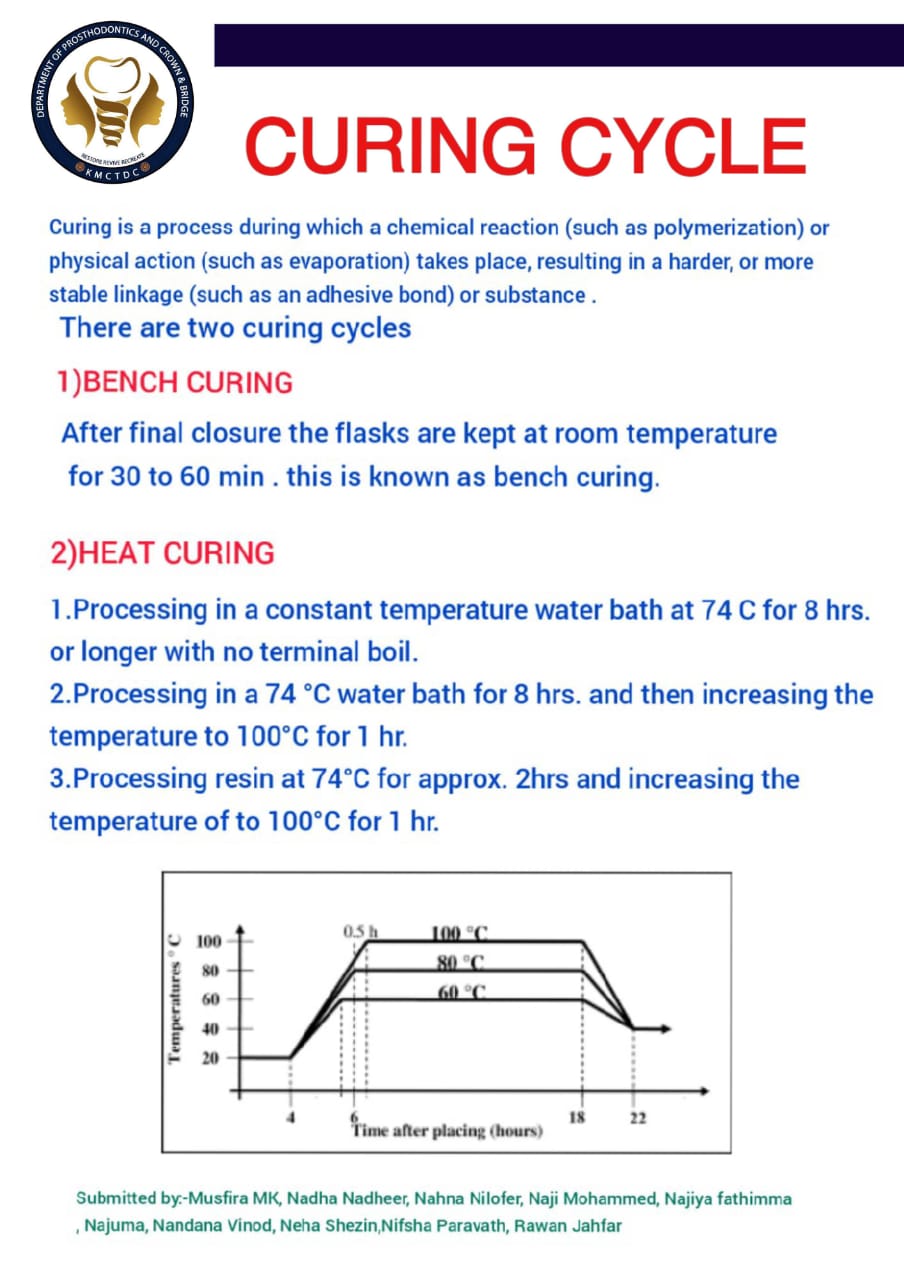 DEPARTMENT OF PROSTHODONTICS AND CROWN & BRIDGE
RESTORE REVIVE RECREATE
KMCTDC
CURING CYCLE
Curing is a process during which a chemical reaction (such as polymerization) or
physical action (such as evaporation) takes place, resulting in a harder, or more
stable linkage (such as an adhesive bond) or substance .
There are two curing cycles
1)BENCH CURING
After final closure the flasks are kept at room temperature
for 30 to 60 min . this is known as bench curing.
2)HEAT CURING
1.Processing in a constant temperature water bath at 74 C for 8 hrs.
or longer with no terminal boil.
2.Processing in a 74 °C water bath for 8 hrs. and then increasing the
temperature to 100°C for 1 hr.
3.Processing resin at 74°C for approx. 2hrs and increasing the
temperature of to 100°C for 1 hr.
Temperatures ° C
100
80
60
40
20
0.5 h
100 °C
80 °C
60 °C
4
6
18
22
Time after placing (hours)
Submitted by:-Musfira MK, Nadha Nadheer, Nahna Nilofer, Naji Mohammed, Najiya fathimma
, Najuma, Nandana Vinod, Neha Shezin,Nifsha Paravath, Rawan Jahfar